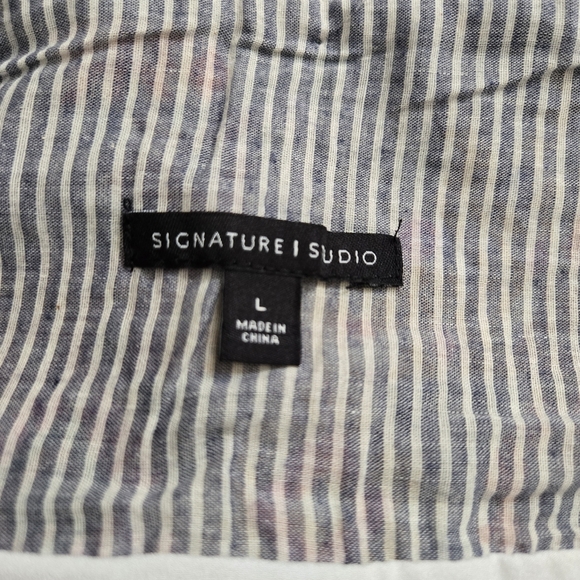 SIGNATURE | SUDIO
L
MADE IN
CHINA